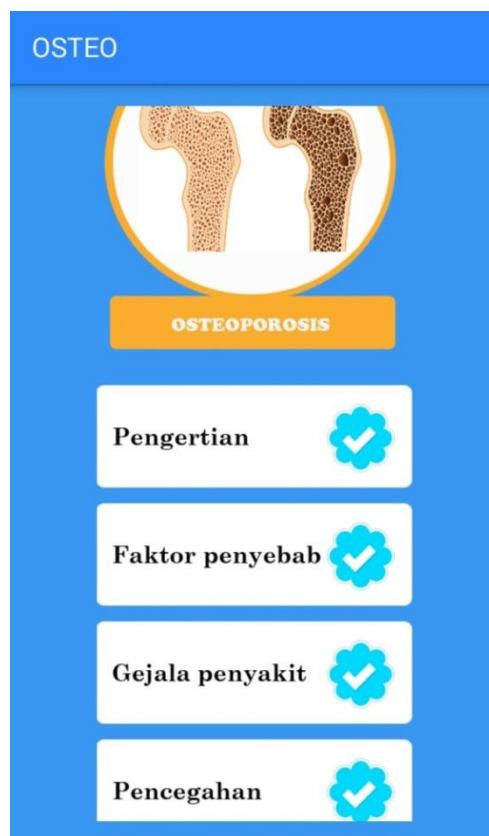 OSTEO
OSTEOPOROSIS
Pengertian
Faktor penyebab
Gejala penyakit
Pencegahan